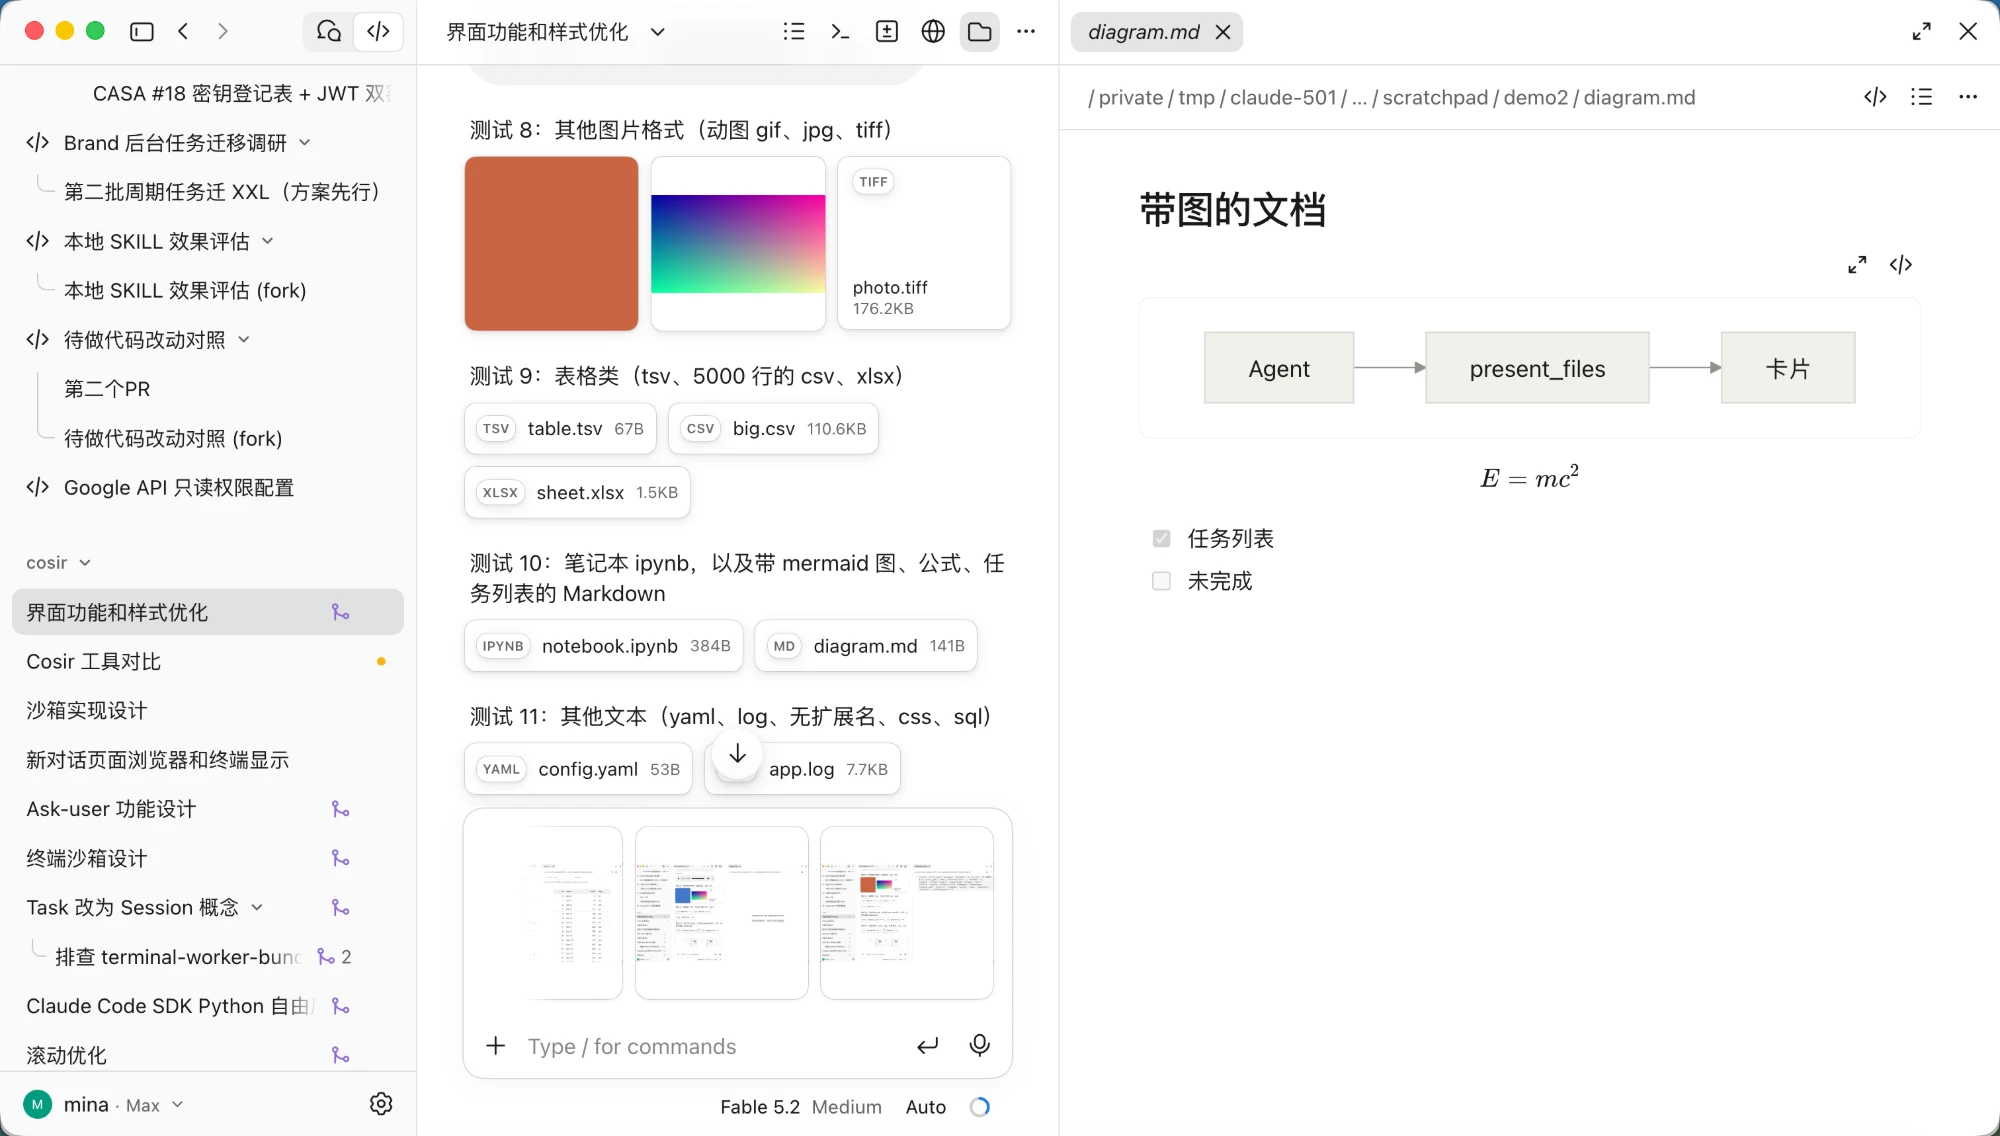 CASA #18 密钥登记表 + JWT 双
Brand 后台任务迁移调研
第二批周期任务迁 XXL（方案先行）
本地 SKILL 效果评估
本地 SKILL 效果评估 (fork)
待做代码改动对照
第二个PR
待做代码改动对照 (fork)
Google API 只读权限配置
cosir
界面功能和样式优化
Cosir 工具对比
沙箱实现设计
新对话页面浏览器和终端显示
Ask-user 功能设计
终端沙箱设计
Task 改为 Session 概念
排查 terminal-worker-bund
2
Claude Code SDK Python 自由
滚动优化
M
mina · Max
界面功能和样式优化
测试 8：其他图片格式（动图 gif、jpg、tiff）
TIFF
photo.tiff
176.2KB
测试 9：表格类（tsv、5000 行的 csv、xlsx）
TSV table.tsv 67B
CSV big.csv 110.6KB
XLSX sheet.xlsx 1.5KB
测试 10：笔记本 ipynb，以及带 mermaid 图、公式、任
务列表的 Markdown
IPYNB notebook.ipynb 384B
MD diagram.md 141B
测试 11：其他文本（yaml、log、无扩展名、css、sql）
YAML config.yaml 53B
app.log 7.7KB
Type / for commands
Fable 5.2 Medium Auto
diagram.md
/ private / tmp / claude-501 / ... / scratchpad / demo2 / diagram.md
带图的文档
Agent
present_files
卡片
E = mc²
任务列表
未完成